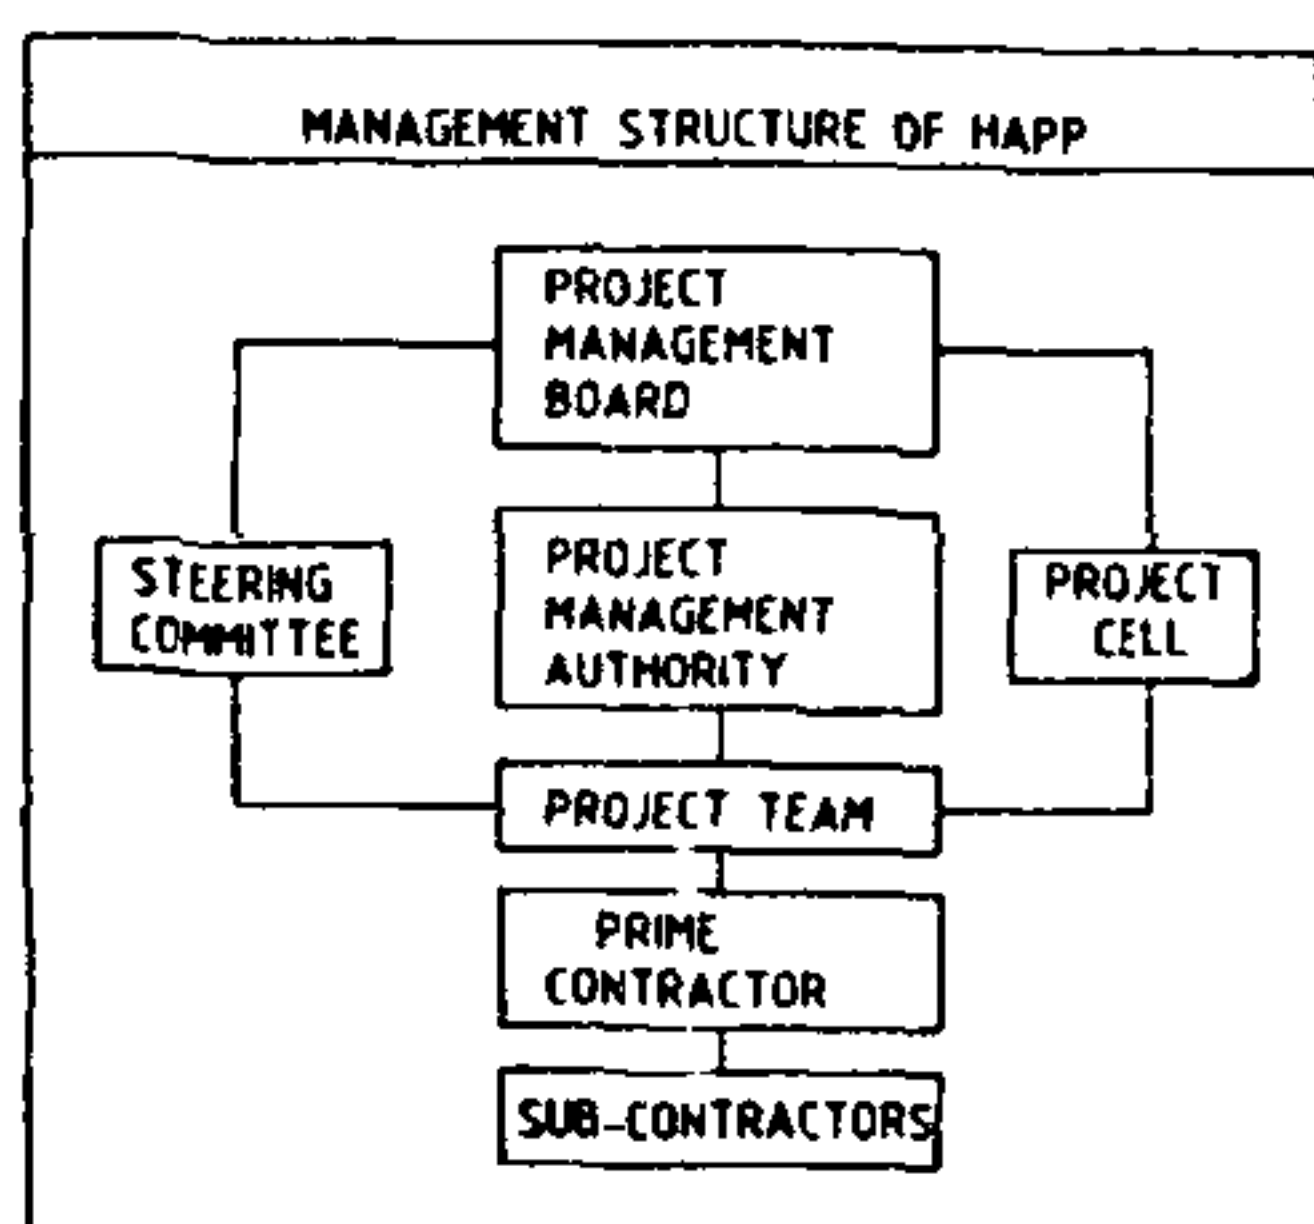 MANAGEMENT STRUCTURE OF HAPP
PROJECT
MANAGEMENT
BOARD
STEERING
COMMITTEE
PROJECT
MANAGEMENT
AUTHORITY
PROJECT
CELL
PROJECT TEAM
PRIME
CONTRACTOR
SUB-CONTRACTORS